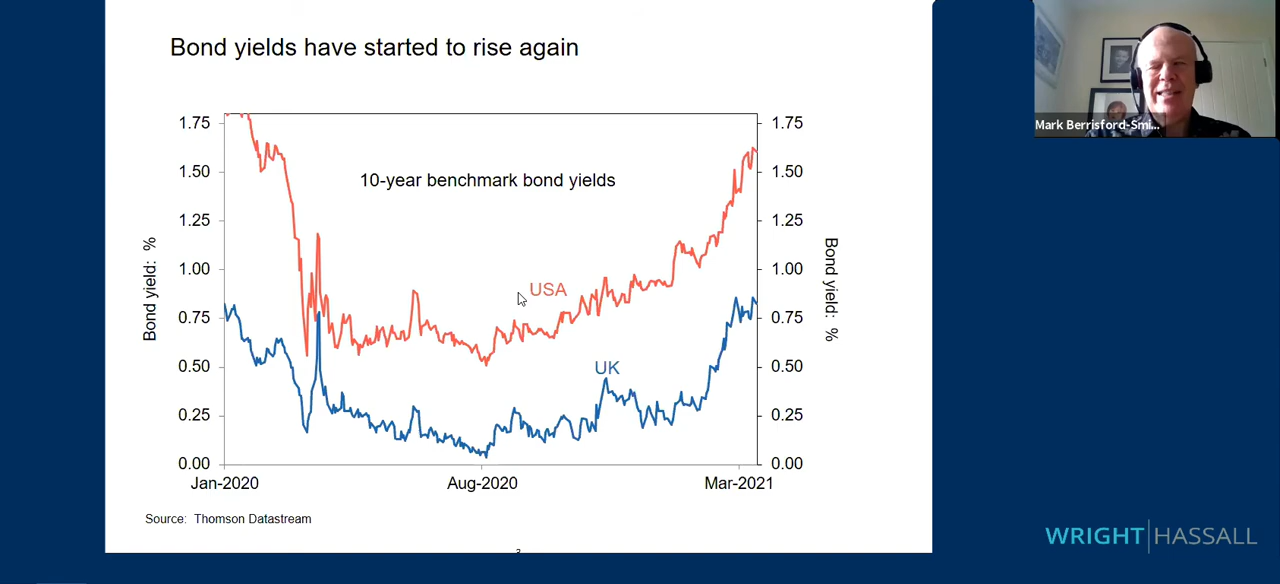 Bond yields have started to rise again
10-year benchmark bond yields
Bond yield: %
1.75
1.50
1.25
1.00
0.75
0.50
0.25
0.00
USA
UK
1.75
1.50
1.25
1.00
0.75
0.50
0.25
0.00
Bond yield: %
Jan-2020
Aug-2020
Mar-2021
Source: Thomson Datastream
3
Mark Berrisford-Smi...
WRIGHT HASSALL